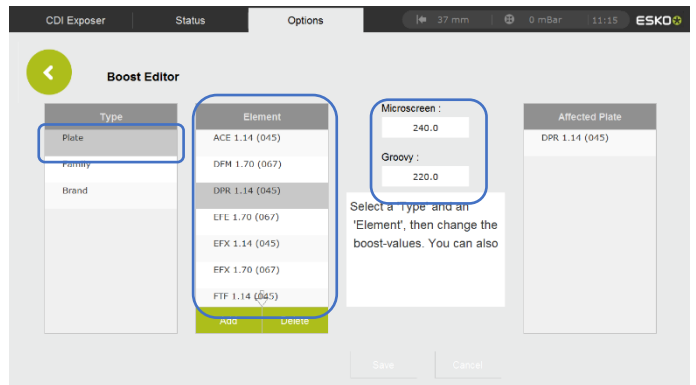 CDI Exposer Status Options 37 mm 0 mBar 11:15 ESKO
Boost Editor
Type
Plate
Family
Brand
Element
ACE 1.14 (045)
DFM 1.70 (067)
DPR 1.14 (045)
EFE 1.70 (067)
EFX 1.14 (045)
EFX 1.70 (067)
FTF 1.14 (045)
Add Delete
Microscreen :
240.0
Groovy :
220.0
Select a 'Type' and an
'Element', then change the
boost-values. You can also
Affected Plate
DPR 1.14 (045)
Save Cancel